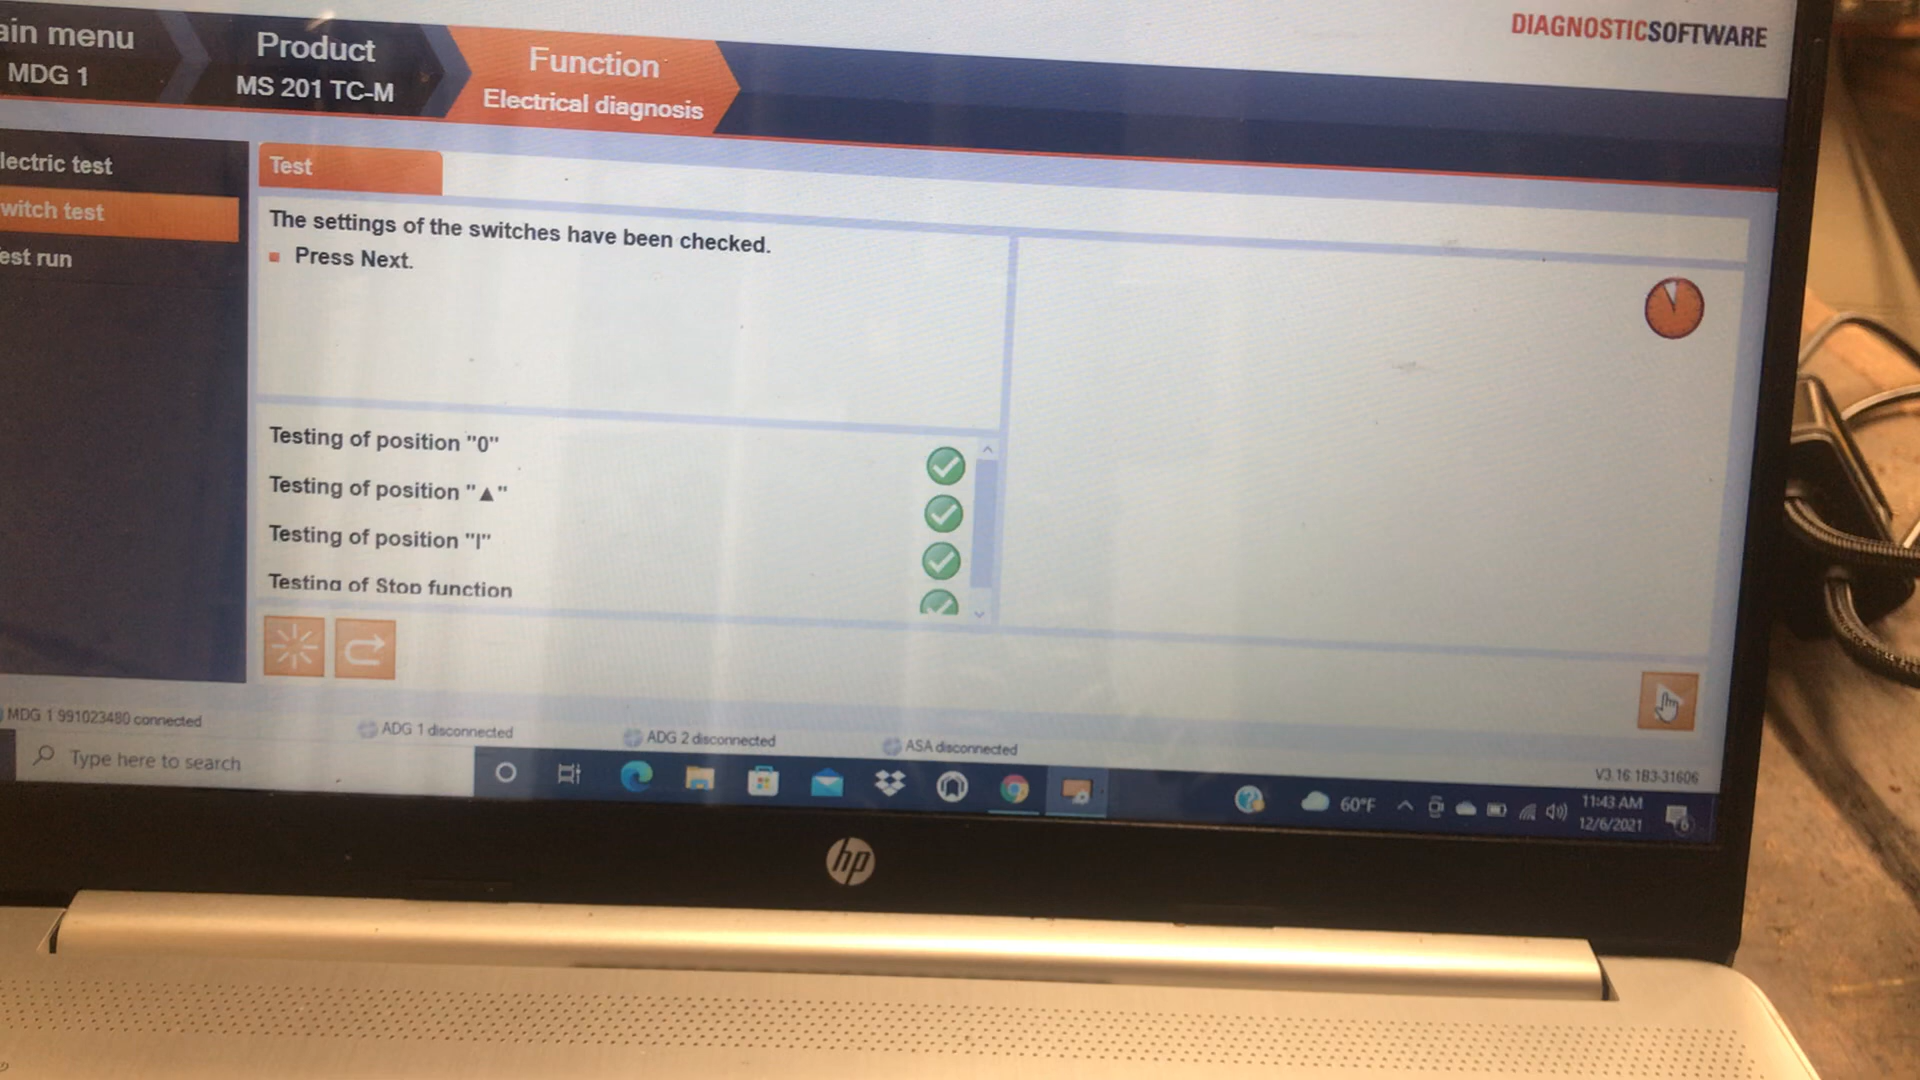 DIAGNOSTICSOFTWARE
ain menu
MDG 1
Product
MS 201 TC-M
Function
Electrical diagnosis
lectric test
witch test
est run
Test
The settings of the switches have been checked.
Press Next.
Testing of position "0"
Testing of position "▲"
Testing of position "I"
Testing of Stop function
MDG 1 991023480 connected
ADG 1 disconnected
ADG 2 disconnected
ASA disconnected
V3.16.1B3-31606
Type here to search
60°F
11:43 AM
12/6/2021
6
hp